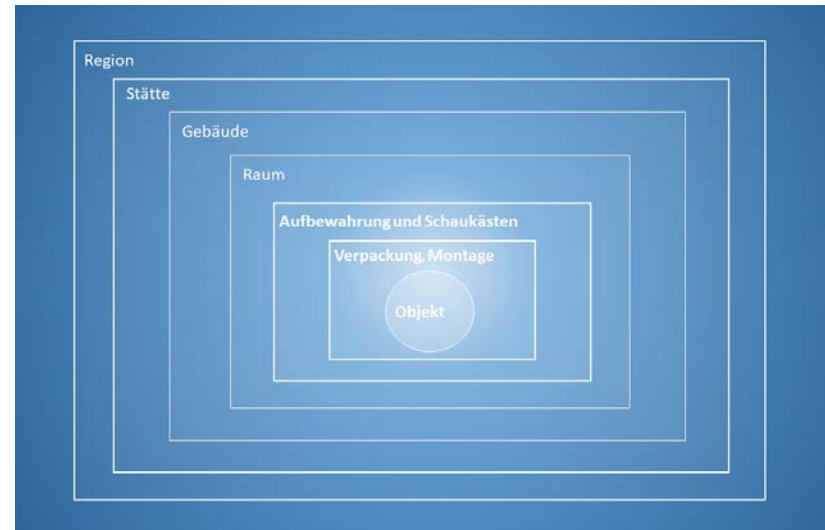 Region
Stätte
Gebäude
Raum
Aufbewahrung und Schaukästen
Verpackung, Montage
Objekt